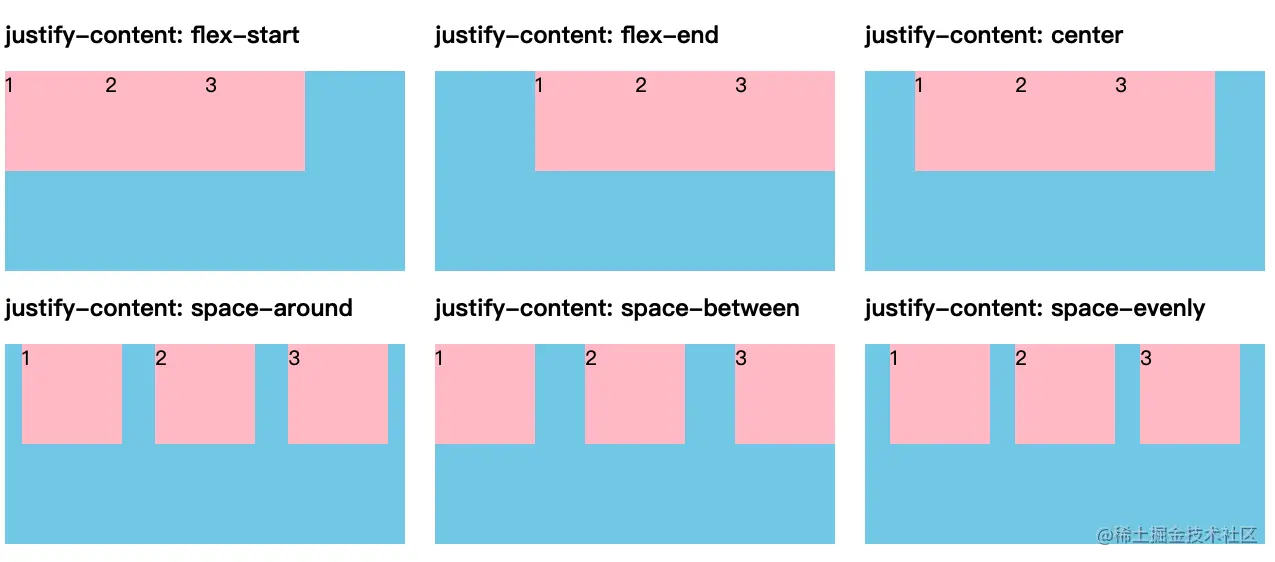 justify-content: flex-start
justify-content: flex-end
justify-content: center
1 2 3
1 2 3
1 2 3
justify-content: space-around
justify-content: space-between
justify-content: space-evenly
1 2 3
1 2 3
1 2 3
@稀土掘金技术社区